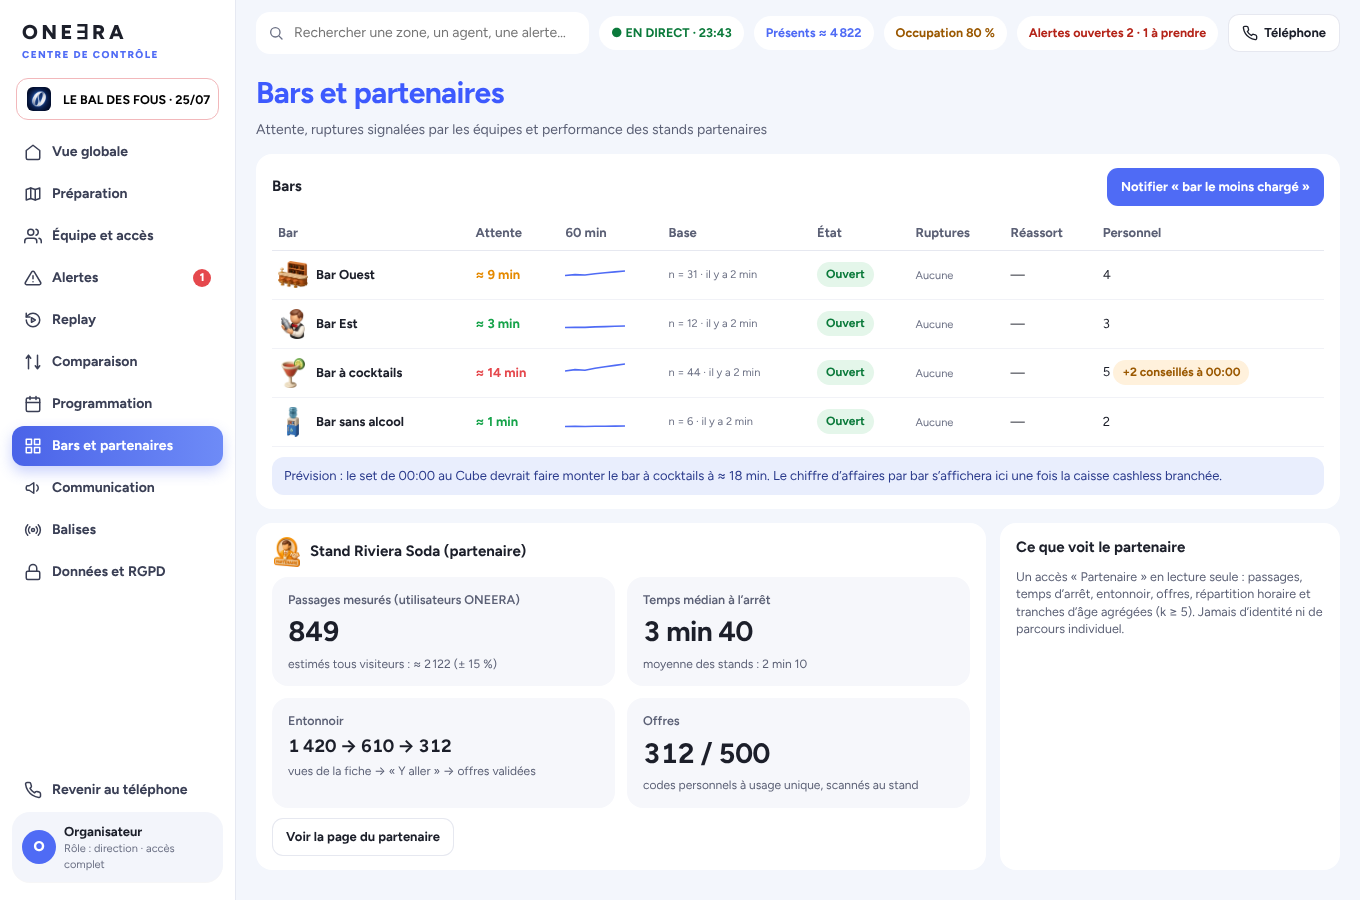 ONEƎRA
CENTRE DE CONTRÔLE
LE BAL DES FOUS · 25/07
Vue globale
Préparation
Équipe et accès
Alertes 1
Replay
Comparaison
Programmation
Bars et partenaires
Communication
Balises
Données et RGPD
Revenir au téléphone
O
Organisateur
Rôle : direction · accès
complet
Rechercher une zone, un agent, une alerte...
EN DIRECT · 23:43
Présents ≈ 4 822
Occupation 80 %
Alertes ouvertes 2 · 1 à prendre
Téléphone
Bars et partenaires
Attente, ruptures signalées par les équipes et performance des stands partenaires
Bars
Notifier « bar le moins chargé »
Bar Attente 60 min Base État Ruptures Réassort Personnel
Bar Ouest ≈ 9 min n = 31 · il y a 2 min Ouvert Aucune — 4
Bar Est ≈ 3 min n = 12 · il y a 2 min Ouvert Aucune — 3
Bar à cocktails ≈ 14 min n = 44 · il y a 2 min Ouvert Aucune — 5 +2 conseillés à 00:00
Bar sans alcool ≈ 1 min n = 6 · il y a 2 min Ouvert Aucune — 2
Prévision : le set de 00:00 au Cube devrait faire monter le bar à cocktails à ≈ 18 min. Le chiffre d’affaires par bar s’affichera ici une fois la caisse cashless branchée.
Stand Riviera Soda (partenaire)
Passages mesurés (utilisateurs ONEERA)
849
estimés tous visiteurs : ≈ 2 122 (± 15 %)
Temps médian à l’arrêt
3 min 40
moyenne des stands : 2 min 10
Entonnoir
1 420 → 610 → 312
vues de la fiche → « Y aller » → offres validées
Offres
312 / 500
codes personnels à usage unique, scannés au stand
Voir la page du partenaire
Ce que voit le partenaire
Un accès « Partenaire » en lecture seule : passages,
temps d’arrêt, entonnoir, offres, répartition horaire et
tranches d’âge agrégées (k ≥ 5). Jamais d’identité ni de
parcours individuel.